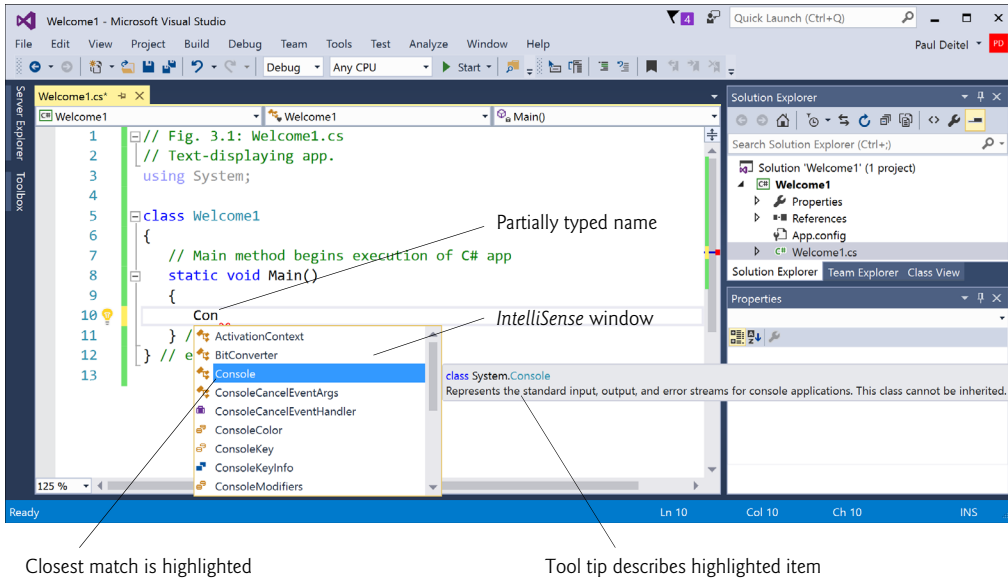 Welcome1 - Microsoft Visual Studio
4
Quick Launch (Ctrl+Q)
File Edit View Project Build Debug Team Tools Test Analyze Window Help
Paul Deitel
PD
Debug
Any CPU
Start
Server Explorer
Toolbox
Welcome1.cs*
C# Welcome1
Welcome1
Main()
1 // Fig. 3.1: Welcome1.cs
2 // Text-displaying app.
3 using System;
4
5 class Welcome1
6 {
7 // Main method begins execution of C# app
8 static void Main()
9 {
10 Con
11 } /
12 } // e
13
Partially typed name
IntelliSense window
ActivationContext
BitConverter
Console
ConsoleCancelEventArgs
ConsoleCancelEventHandler
ConsoleColor
ConsoleKey
ConsoleKeyInfo
ConsoleModifiers
class System.Console
Represents the standard input, output, and error streams for console applications. This class cannot be inherited.
Solution Explorer
Search Solution Explorer (Ctrl+;)
Solution 'Welcome1' (1 project)
C# Welcome1
Properties
References
App.config
C# Welcome1.cs
Solution Explorer Team Explorer Class View
Properties
125 %
Ready
Ln 10
Col 10
Ch 10
INS
Closest match is highlighted
Tool tip describes highlighted item